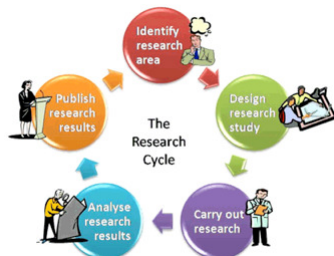 Identify
research
area
Design
research
study
Carry out
research
Analyse
research
results
Publish
research
results
The
Research
Cycle